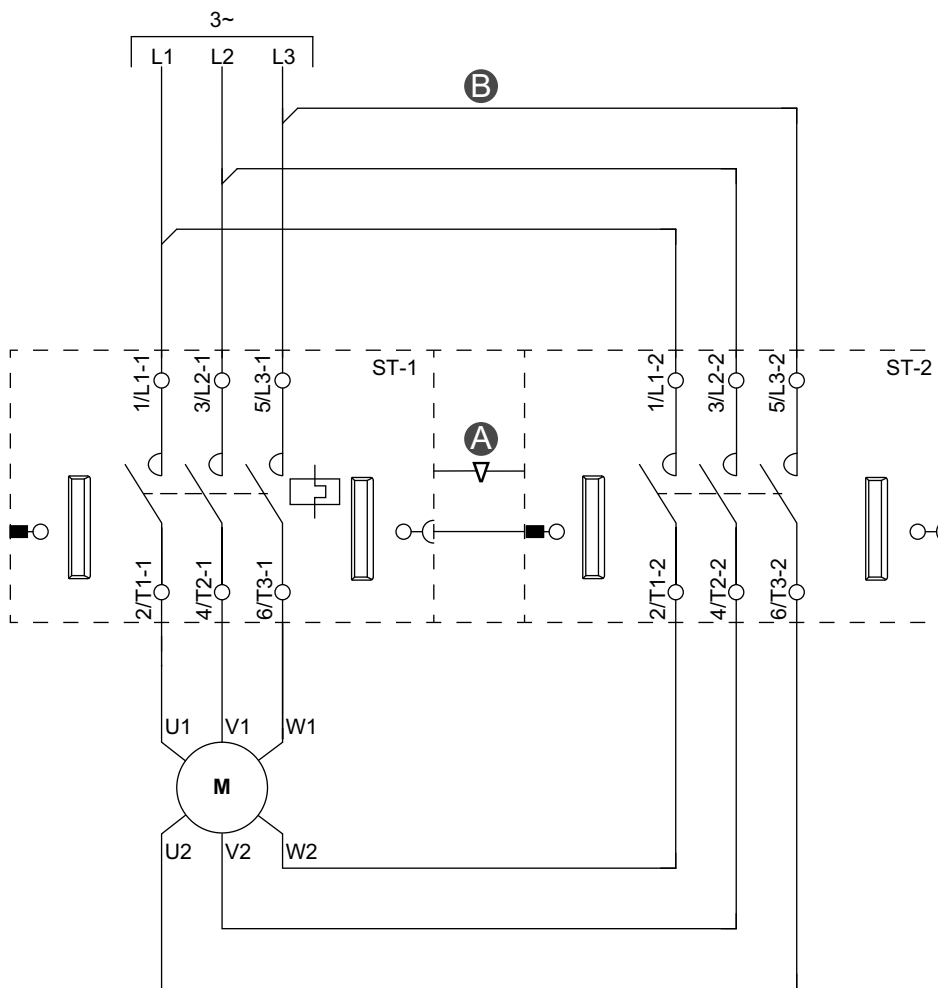 3~
L1 L2 L3
B
ST-1
ST-2
1/L1-1
3/L2-1
5/L3-1
1/L1-2
3/L2-2
5/L3-2
A
2/T1-1
4/T2-1
6/T3-1
2/T1-2
4/T2-2
6/T3-2
U1 V1 W1
M
U2 V2 W2